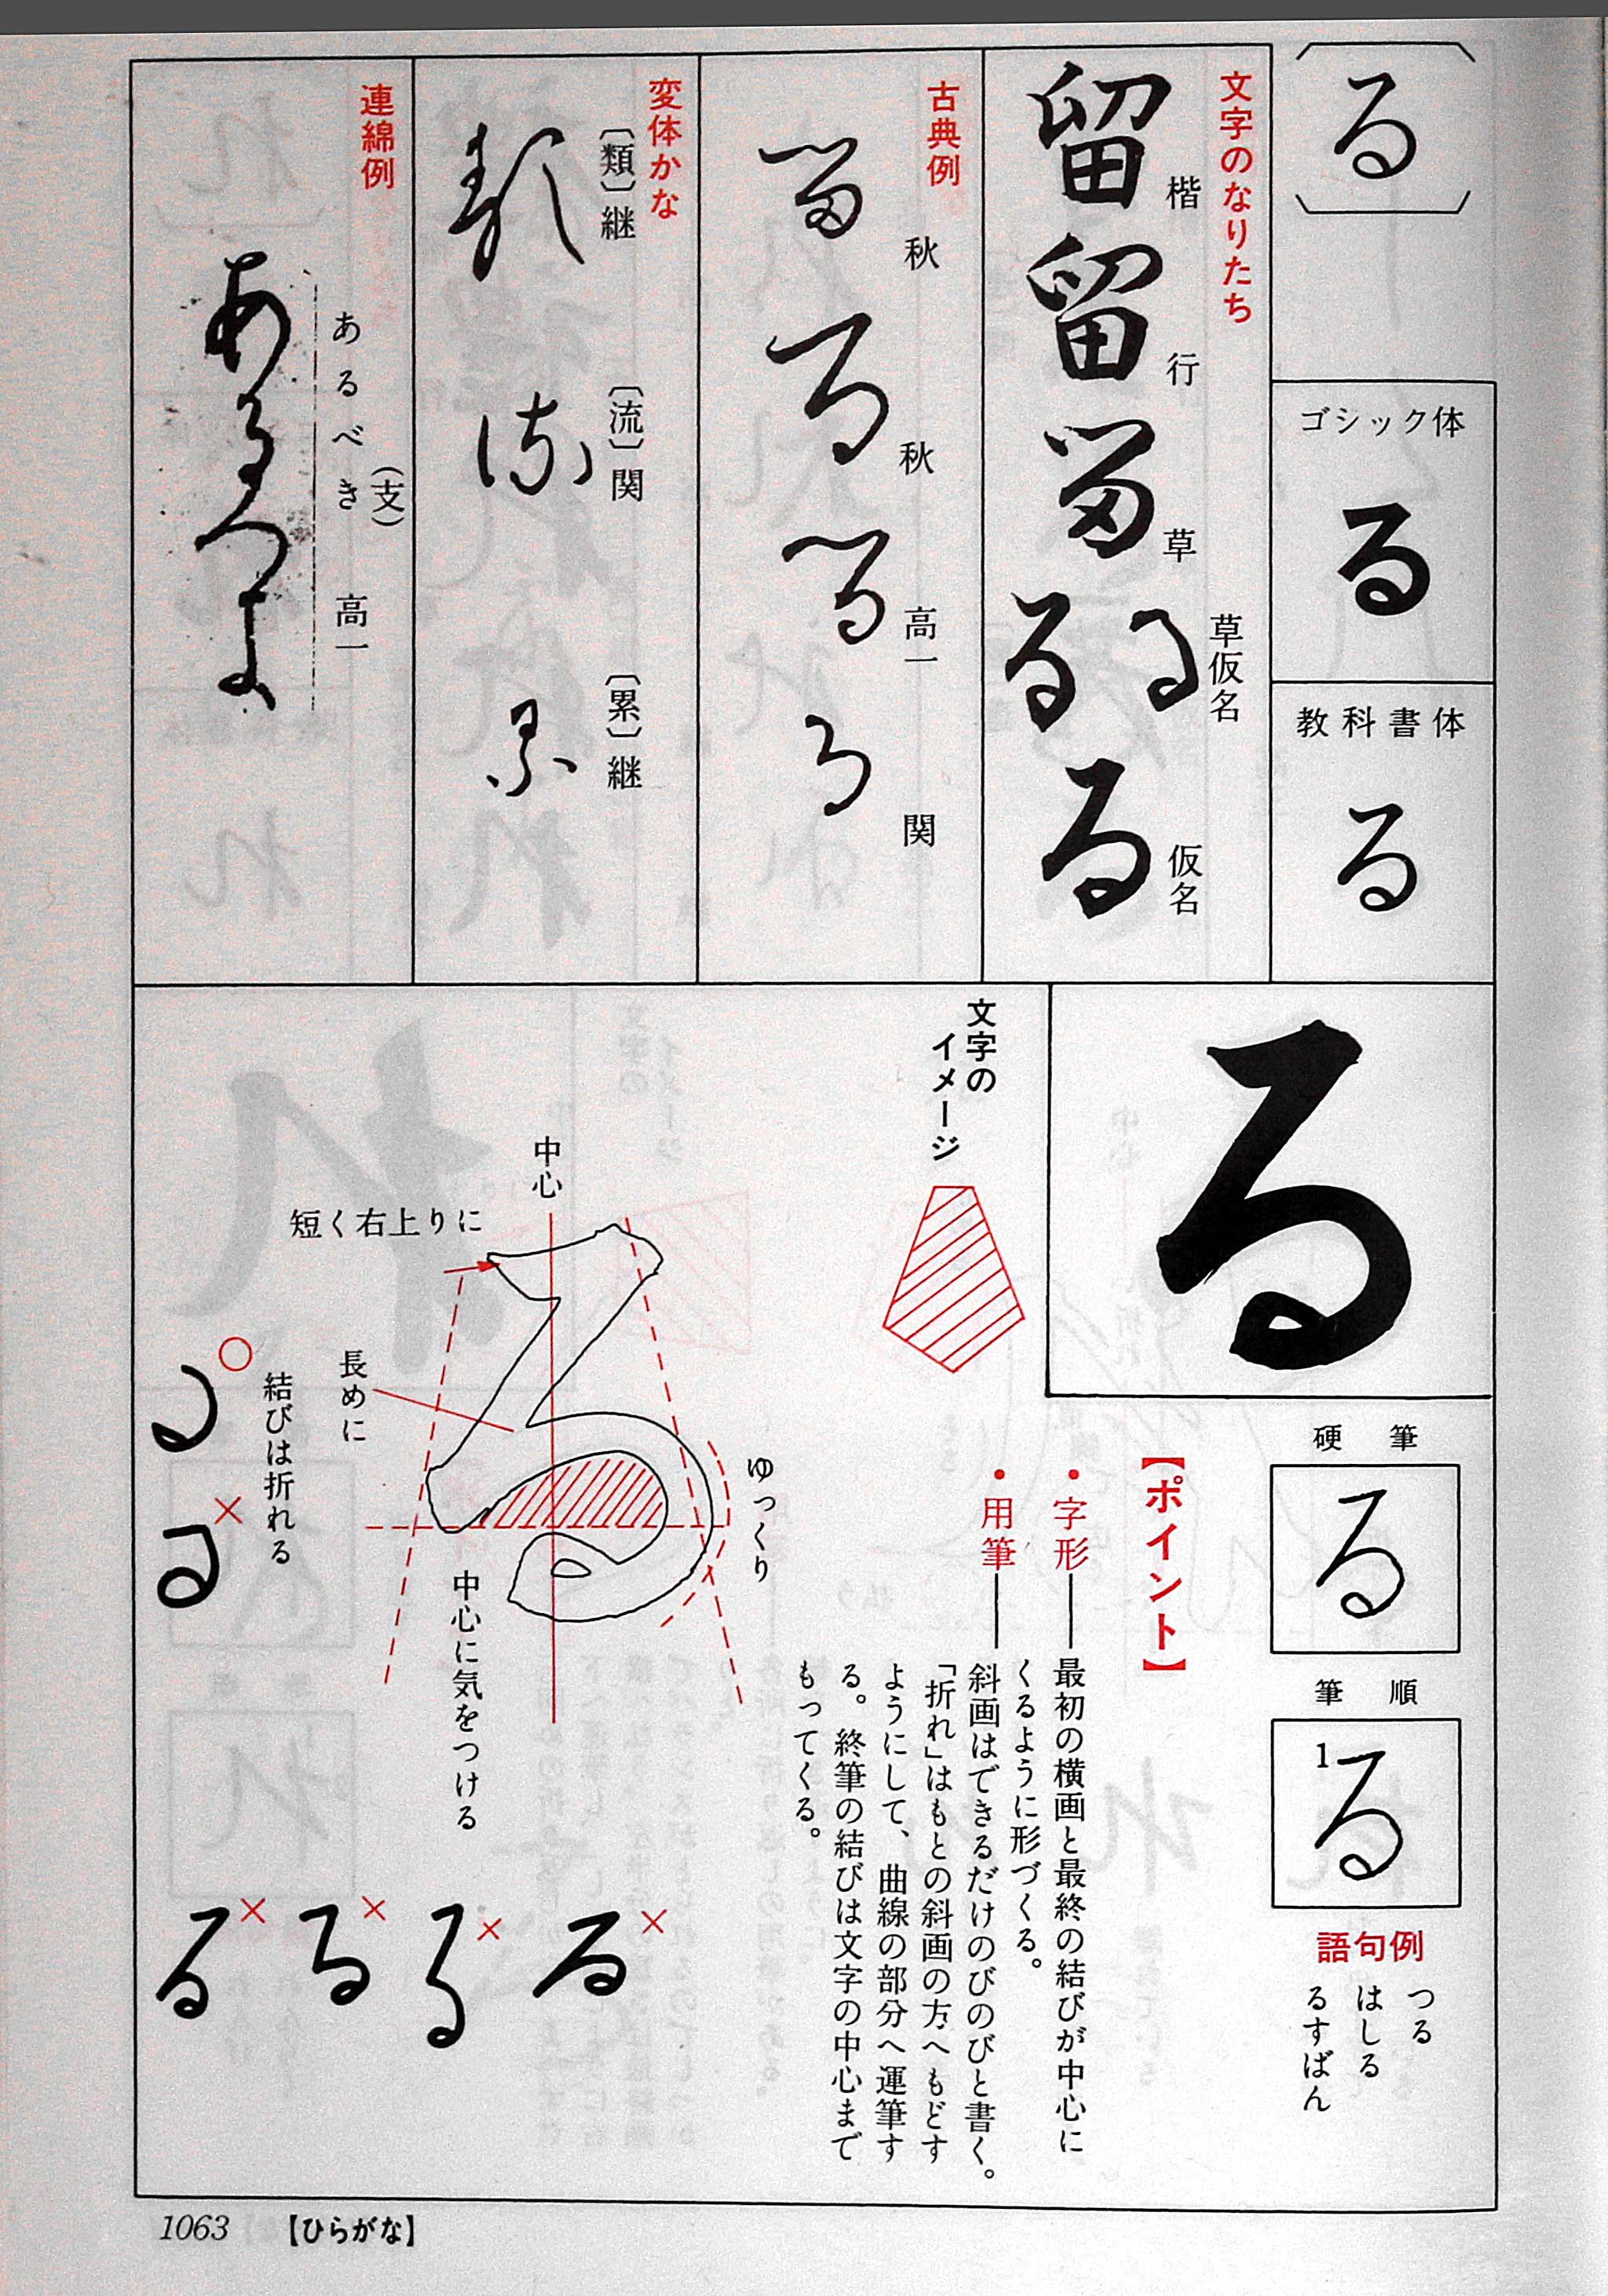 る
ゴシック体
る
教科書体
る
文字のなりたち
留 楷
留 行
留 草
る る 草仮名
る 仮名
古典例
る 秋
る 秋
る 高一
る 関
変体かな
〔類〕継
類
〔流〕関
流
〔累〕継
累
連綿例
あるべき(支) 高一
る
硬筆
る
筆順
1
る
語句例
つる
はしる
るすばん
文字の
イメージ
【ポイント】
・字形——最初の横画と最終の結びが中心に
くるように形づくる。
・用筆——斜画はできるだけのびのびと書く。
「折れ」はもとの斜画の方へもどす
ようにして、曲線の部分へ運筆す
る。終筆の結びは文字の中心まで
もってくる。
中心
短く右上りに
長めに
ゆっくり
中心に気をつける
結びは折れる
○
×
× る
× る
× る
× る
1063 【ひらがな】